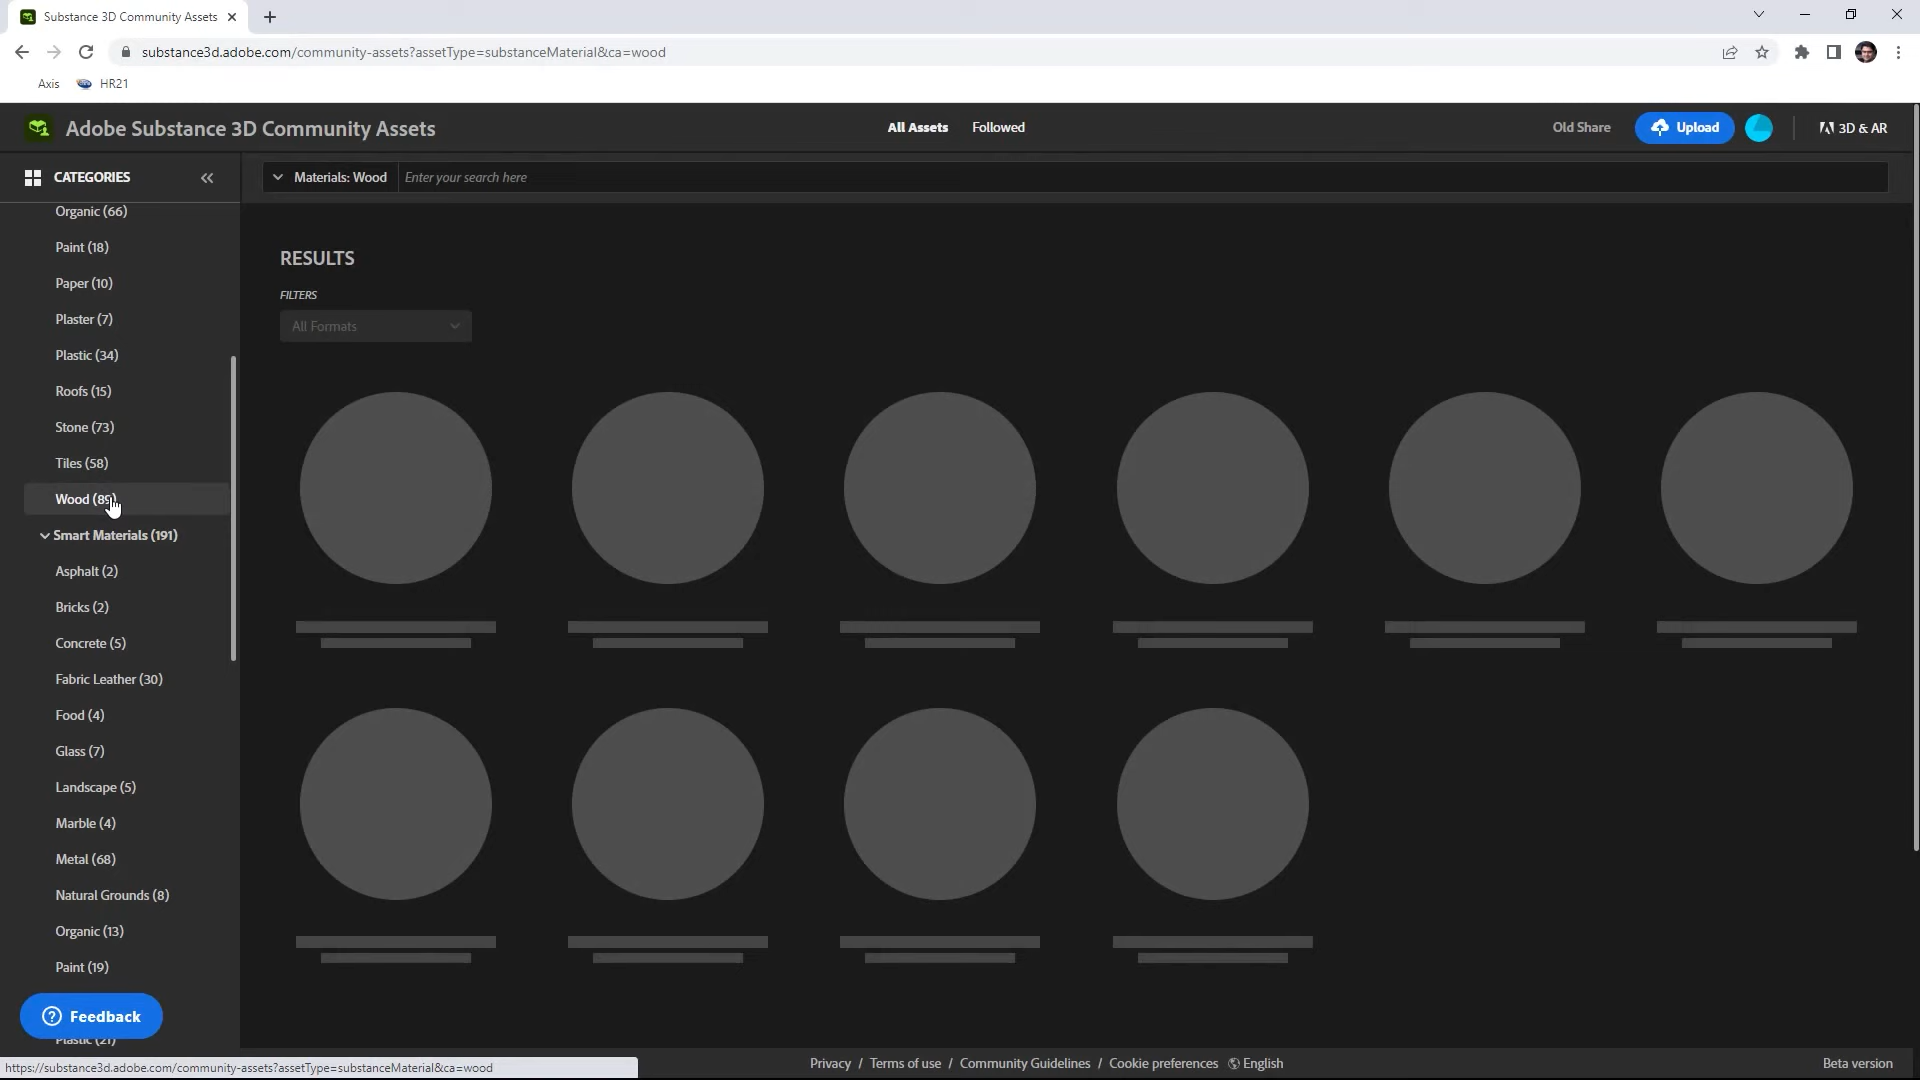 Substance 3D Community Assets
substance3d.adobe.com/community-assets?assetType=substanceMaterial&ca=wood
Axis
HR21
Adobe Substance 3D Community Assets
All Assets
Followed
Old Share
Upload
3D & AR
CATEGORIES
Materials: Wood
Enter your search here
Organic (66)
Paint (18)
Paper (10)
Plaster (7)
Plastic (34)
Roofs (15)
Stone (73)
Tiles (58)
Wood (89)
Smart Materials (191)
Asphalt (2)
Bricks (2)
Concrete (5)
Fabric Leather (30)
Food (4)
Glass (7)
Landscape (5)
Marble (4)
Metal (68)
Natural Grounds (8)
Organic (13)
Paint (19)
Feedback
Plastic (21)
RESULTS
FILTERS
All Formats
https://substance3d.adobe.com/community-assets?assetType=substanceMaterial&ca=wood
Privacy / Terms of use / Community Guidelines / Cookie preferences English
Beta version